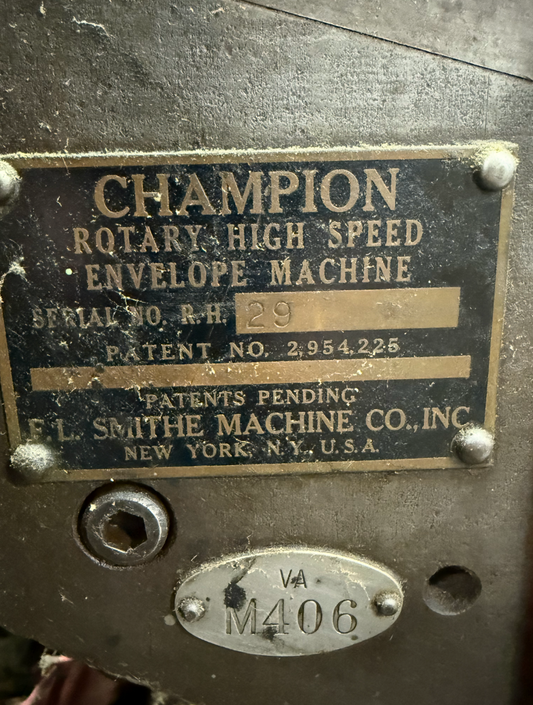 CHAMPION
ROTARY HIGH SPEED
ENVELOPE MACHINE
SERIAL NO. R.H. 29
PATENT NO. 2,954,225
PATENTS PENDING
F.L. SMITHE MACHINE CO., INC.
NEW YORK, N.Y., U.S.A.
VA
M406